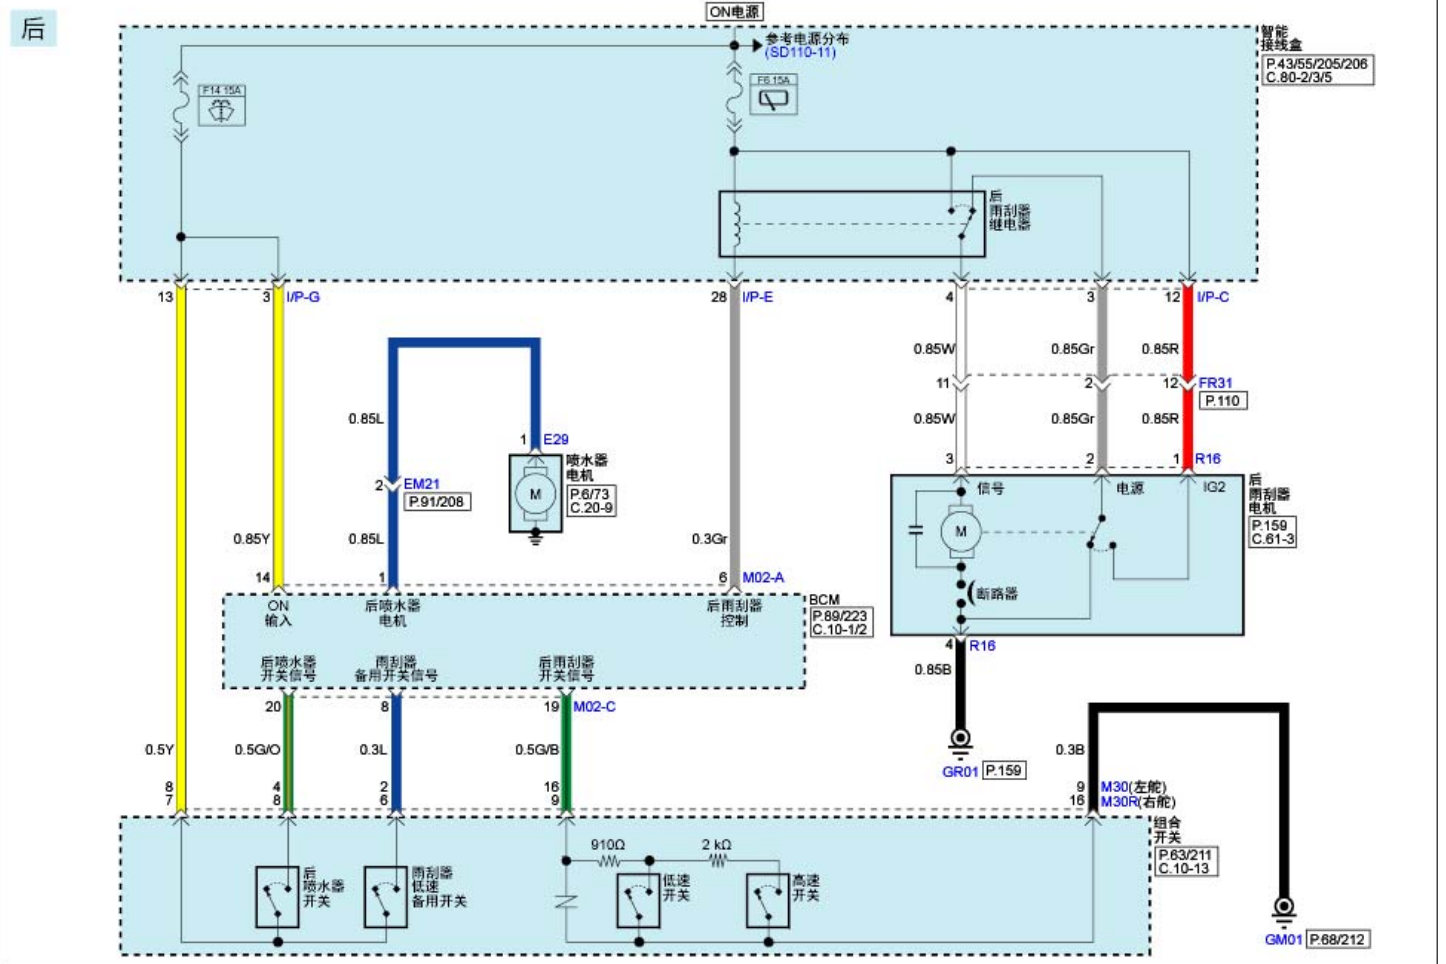 后
ON电源
参考电源分布
(SD110-11)
智能
接线盒
P.43/55/205/206
C.80-2/3/5
F14 15A
F6 15A
后
雨刮器
继电器
13
3
I/P-G
28
I/P-E
4
3
12
I/P-C
0.85W
0.85Gr
0.85R
11
2
12
FR31
P.110
0.85L
0.85W
0.85Gr
0.85R
1
E29
喷水器
电机
P.6/73
C.20-9
M
2
EM21
P.91/208
3
2
1
R16
信号
电源
IG2
后
雨刮器
电机
P.159
C.61-3
M
断路器
0.85Y
0.85L
0.3Gr
14
1
6
M02-A
ON
输入
后喷水器
电机
后雨刮器
控制
BCM
P.89/223
C.10-1/2
后喷水器
开关信号
雨刮器
备用开关信号
后雨刮器
开关信号
4
R16
0.85B
20
8
19
M02-C
0.5Y
0.5G/O
0.3L
0.5G/B
0.3B
GR01
P.159
8
4
2
16
9
M30(左舵)
7
8
6
9
16
M30R(右舵)
组合
开关
P.63/211
C.10-13
910Ω
2 kΩ
后
喷水器
开关
雨刮器
低速
备用开关
低速
开关
高速
开关
GM01
P.68/212